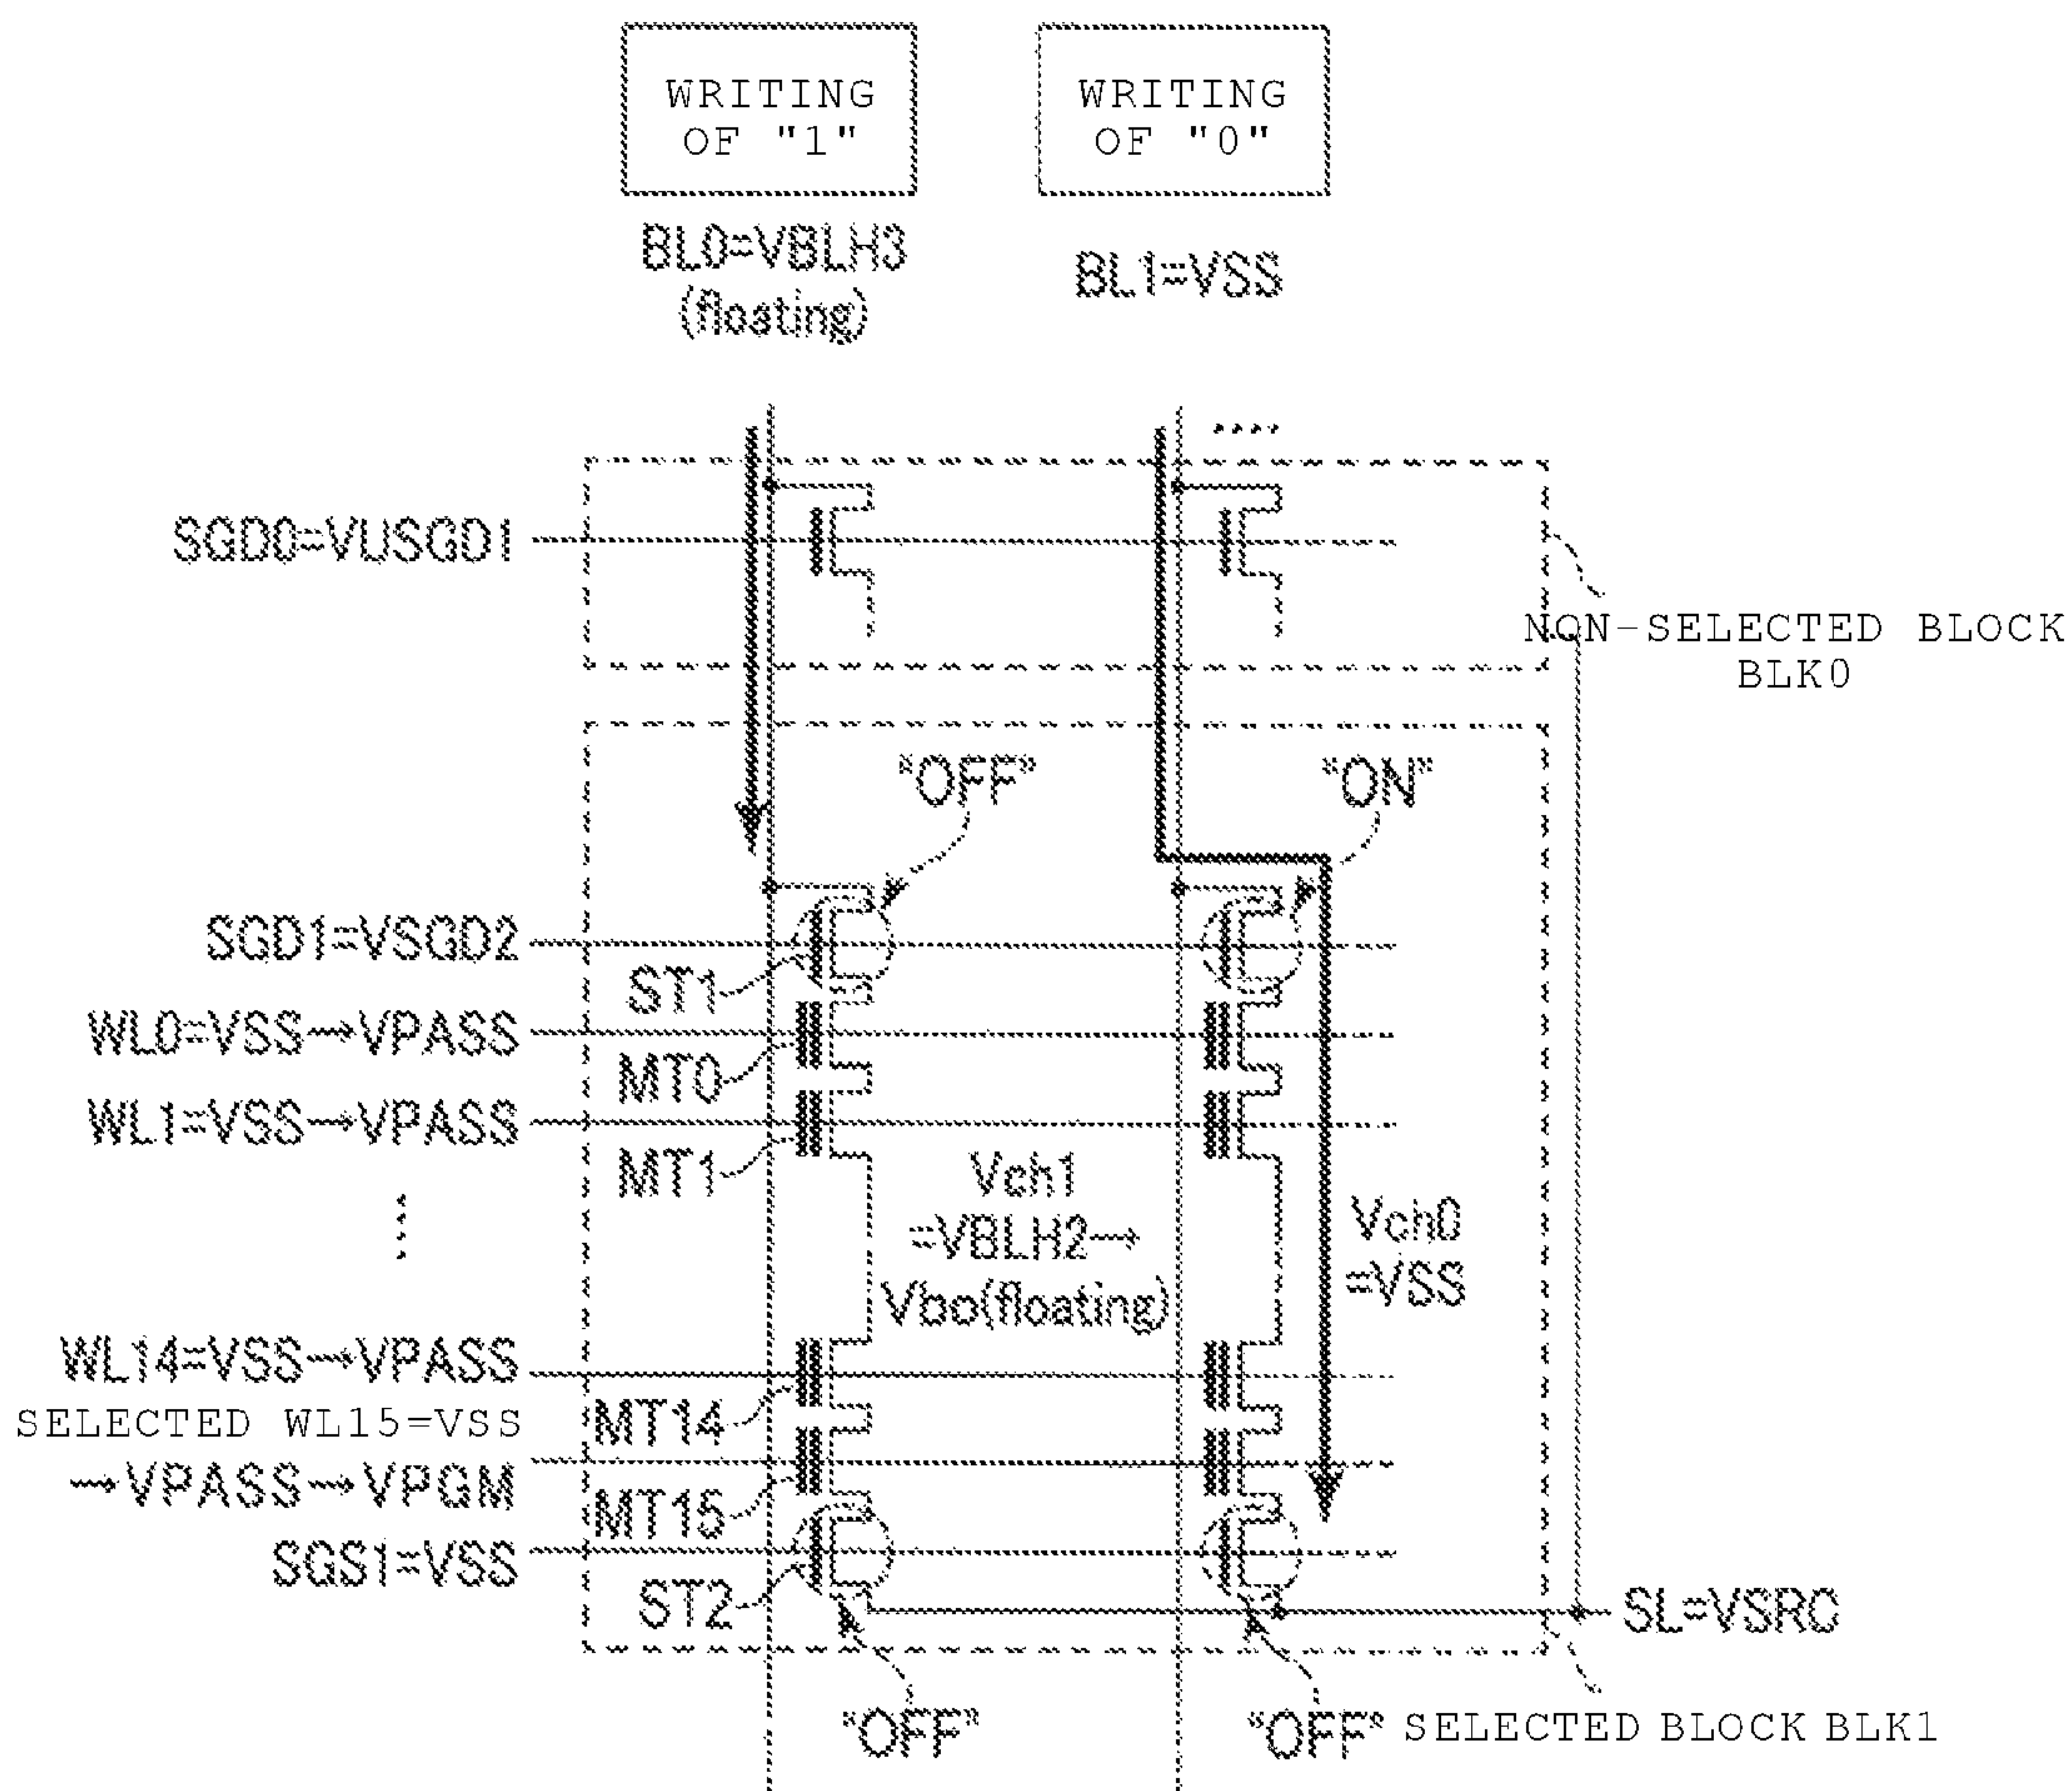 WRITING
OF "1"
WRITING
OF "0"
BL0=VBLH3
(floating)
BL1=VSS
SGD0=VUSGD1
NON-SELECTED BLOCK
BLK0
"OFF"
"ON"
SGD1=VSGD2
ST1
WL0=VSS→VPASS
MT0
WL1=VSS→VPASS
MT1
Vch1
=VBLH2→
Vbo(floating)
Vch0
=VSS
WL14=VSS→VPASS
MT14
SELECTED WL15=VSS
→VPASS→VPGM
MT15
SGS1=VSS
ST2
SL=VSRC
"OFF"
"OFF"
SELECTED BLOCK BLK1